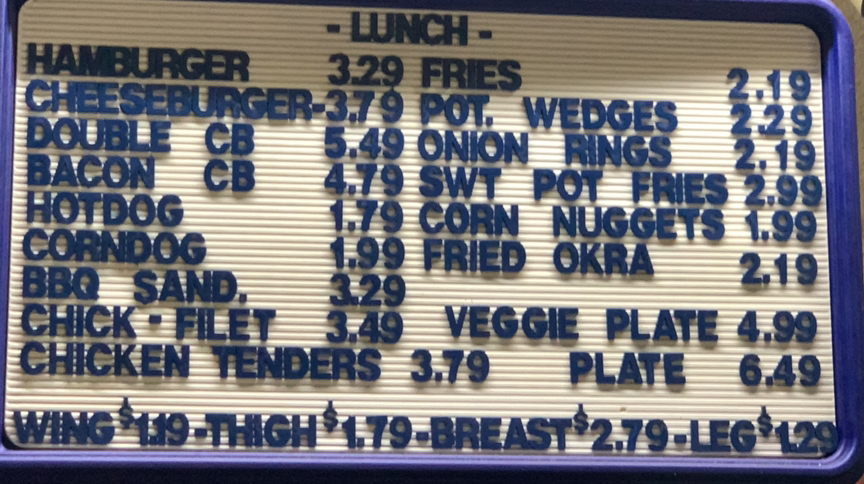 - LUNCH -
HAMBURGER 3.29 FRIES 2.19
CHEESEBURGER-3.79 POT. WEDGES 2.29
DOUBLE CB 5.49 ONION RINGS 2.19
BACON CB 4.79 SWT POT FRIES 2.99
HOTDOG 1.79 CORN NUGGETS 1.99
CORNDOG 1.99 FRIED OKRA 2.19
BBQ SAND. 3.29
CHICK-FILET 3.49 VEGGIE PLATE 4.99
CHICKEN TENDERS 3.79 PLATE 6.49
WING $1.19-THIGH $1.79-BREAST $2.79-LEG $1.29